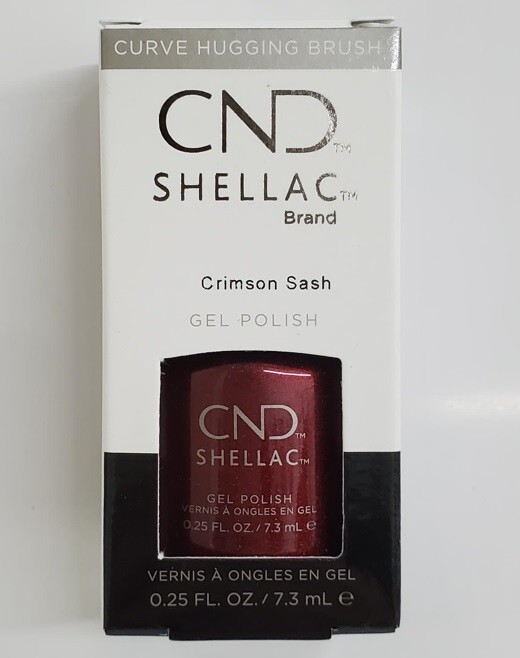 CURVE HUGGING BRUSH
CND™
SHELLAC™
Brand
Crimson Sash
GEL POLISH
CND™
SHELLAC™
GEL POLISH
VERNIS À ONGLES EN GEL
0.25 FL. OZ. / 7.3 mL ℮
VERNIS À ONGLES EN GEL
0.25 FL. OZ. / 7.3 mL ℮